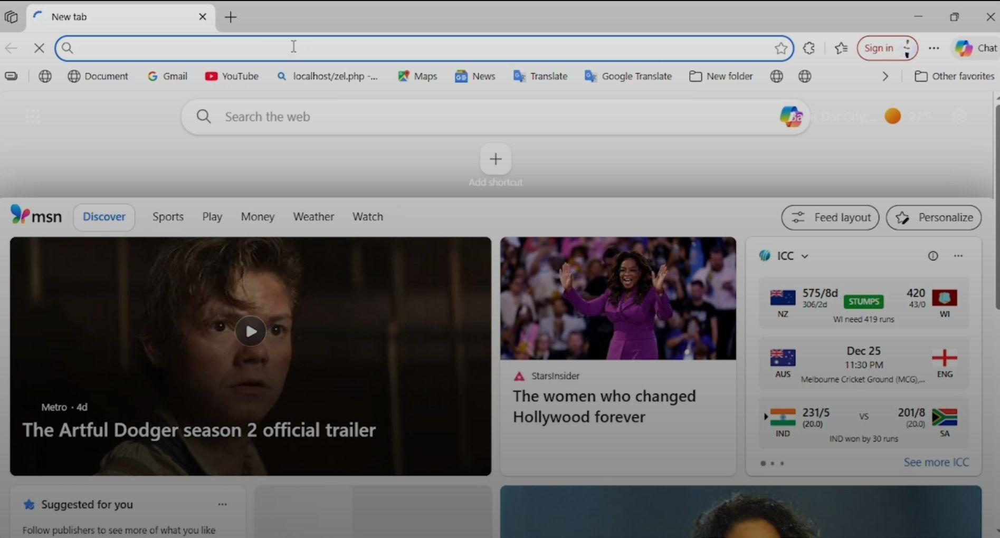 New tab
Sign in
Chat
Document
Gmail
YouTube
localhost/zel.php -...
Maps
News
Translate
Google Translate
New folder
Other favorites
Search the web
Dar City,...
27°C
Add shortcut
msn
Discover
Sports
Play
Money
Weather
Watch
Feed layout
Personalize
Metro · 4d
The Artful Dodger season 2 official trailer
StarsInsider
The women who changed
Hollywood forever
ICC
575/8d
306/2d
NZ
STUMPS
420
43/0
WI
WI need 419 runs
Dec 25
11:30 PM
AUS
ENG
Melbourne Cricket Ground (MCG),...
231/5
(20.0)
IND
VS
201/8
(20.0)
SA
IND won by 30 runs
See more ICC
Suggested for you
Follow publishers to see more of what you like